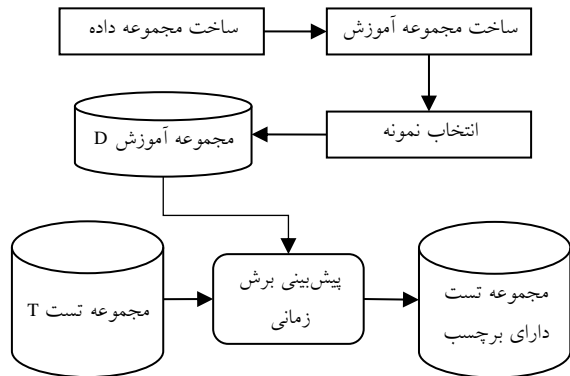 ساخت مجموعه داده
ساخت مجموعه آموزش
انتخاب نمونه
مجموعه آموزش D
مجموعه تست T
پیش‌بینی برش
زمانی
مجموعه تست
دارای برچسب